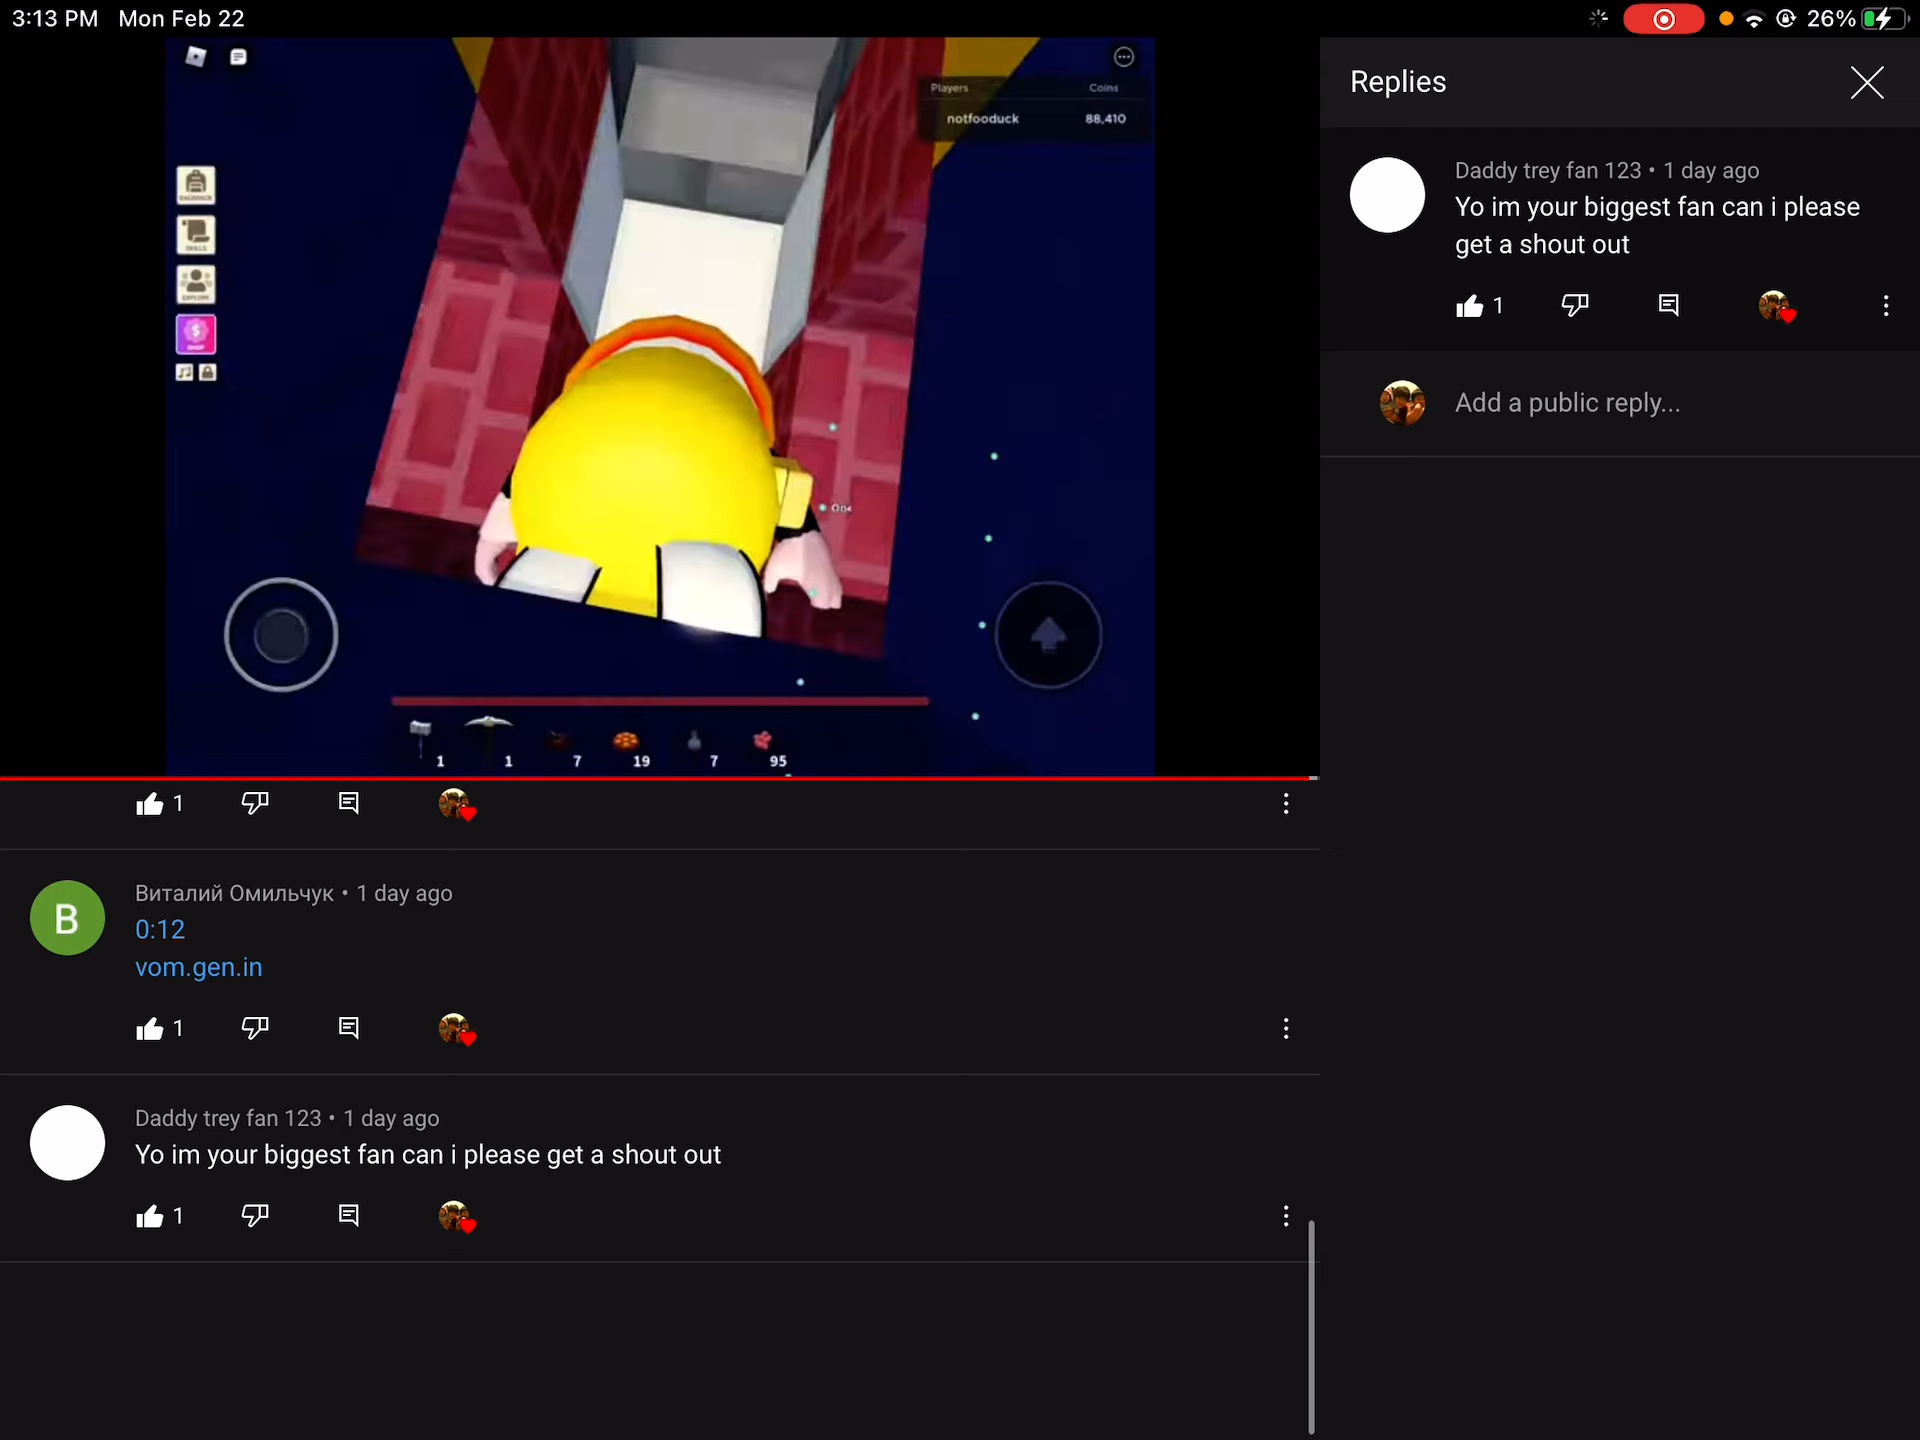 3:13 PM Mon Feb 22
26%
Players Coins
notfooduck 88,410
SHOP
1 1 7 19 7 95
Replies
Daddy trey fan 123 • 1 day ago
Yo im your biggest fan can i please
get a shout out
1
Add a public reply...
1
Виталий Омильчук • 1 day ago
0:12
vom.gen.in
1
Daddy trey fan 123 • 1 day ago
Yo im your biggest fan can i please get a shout out
1